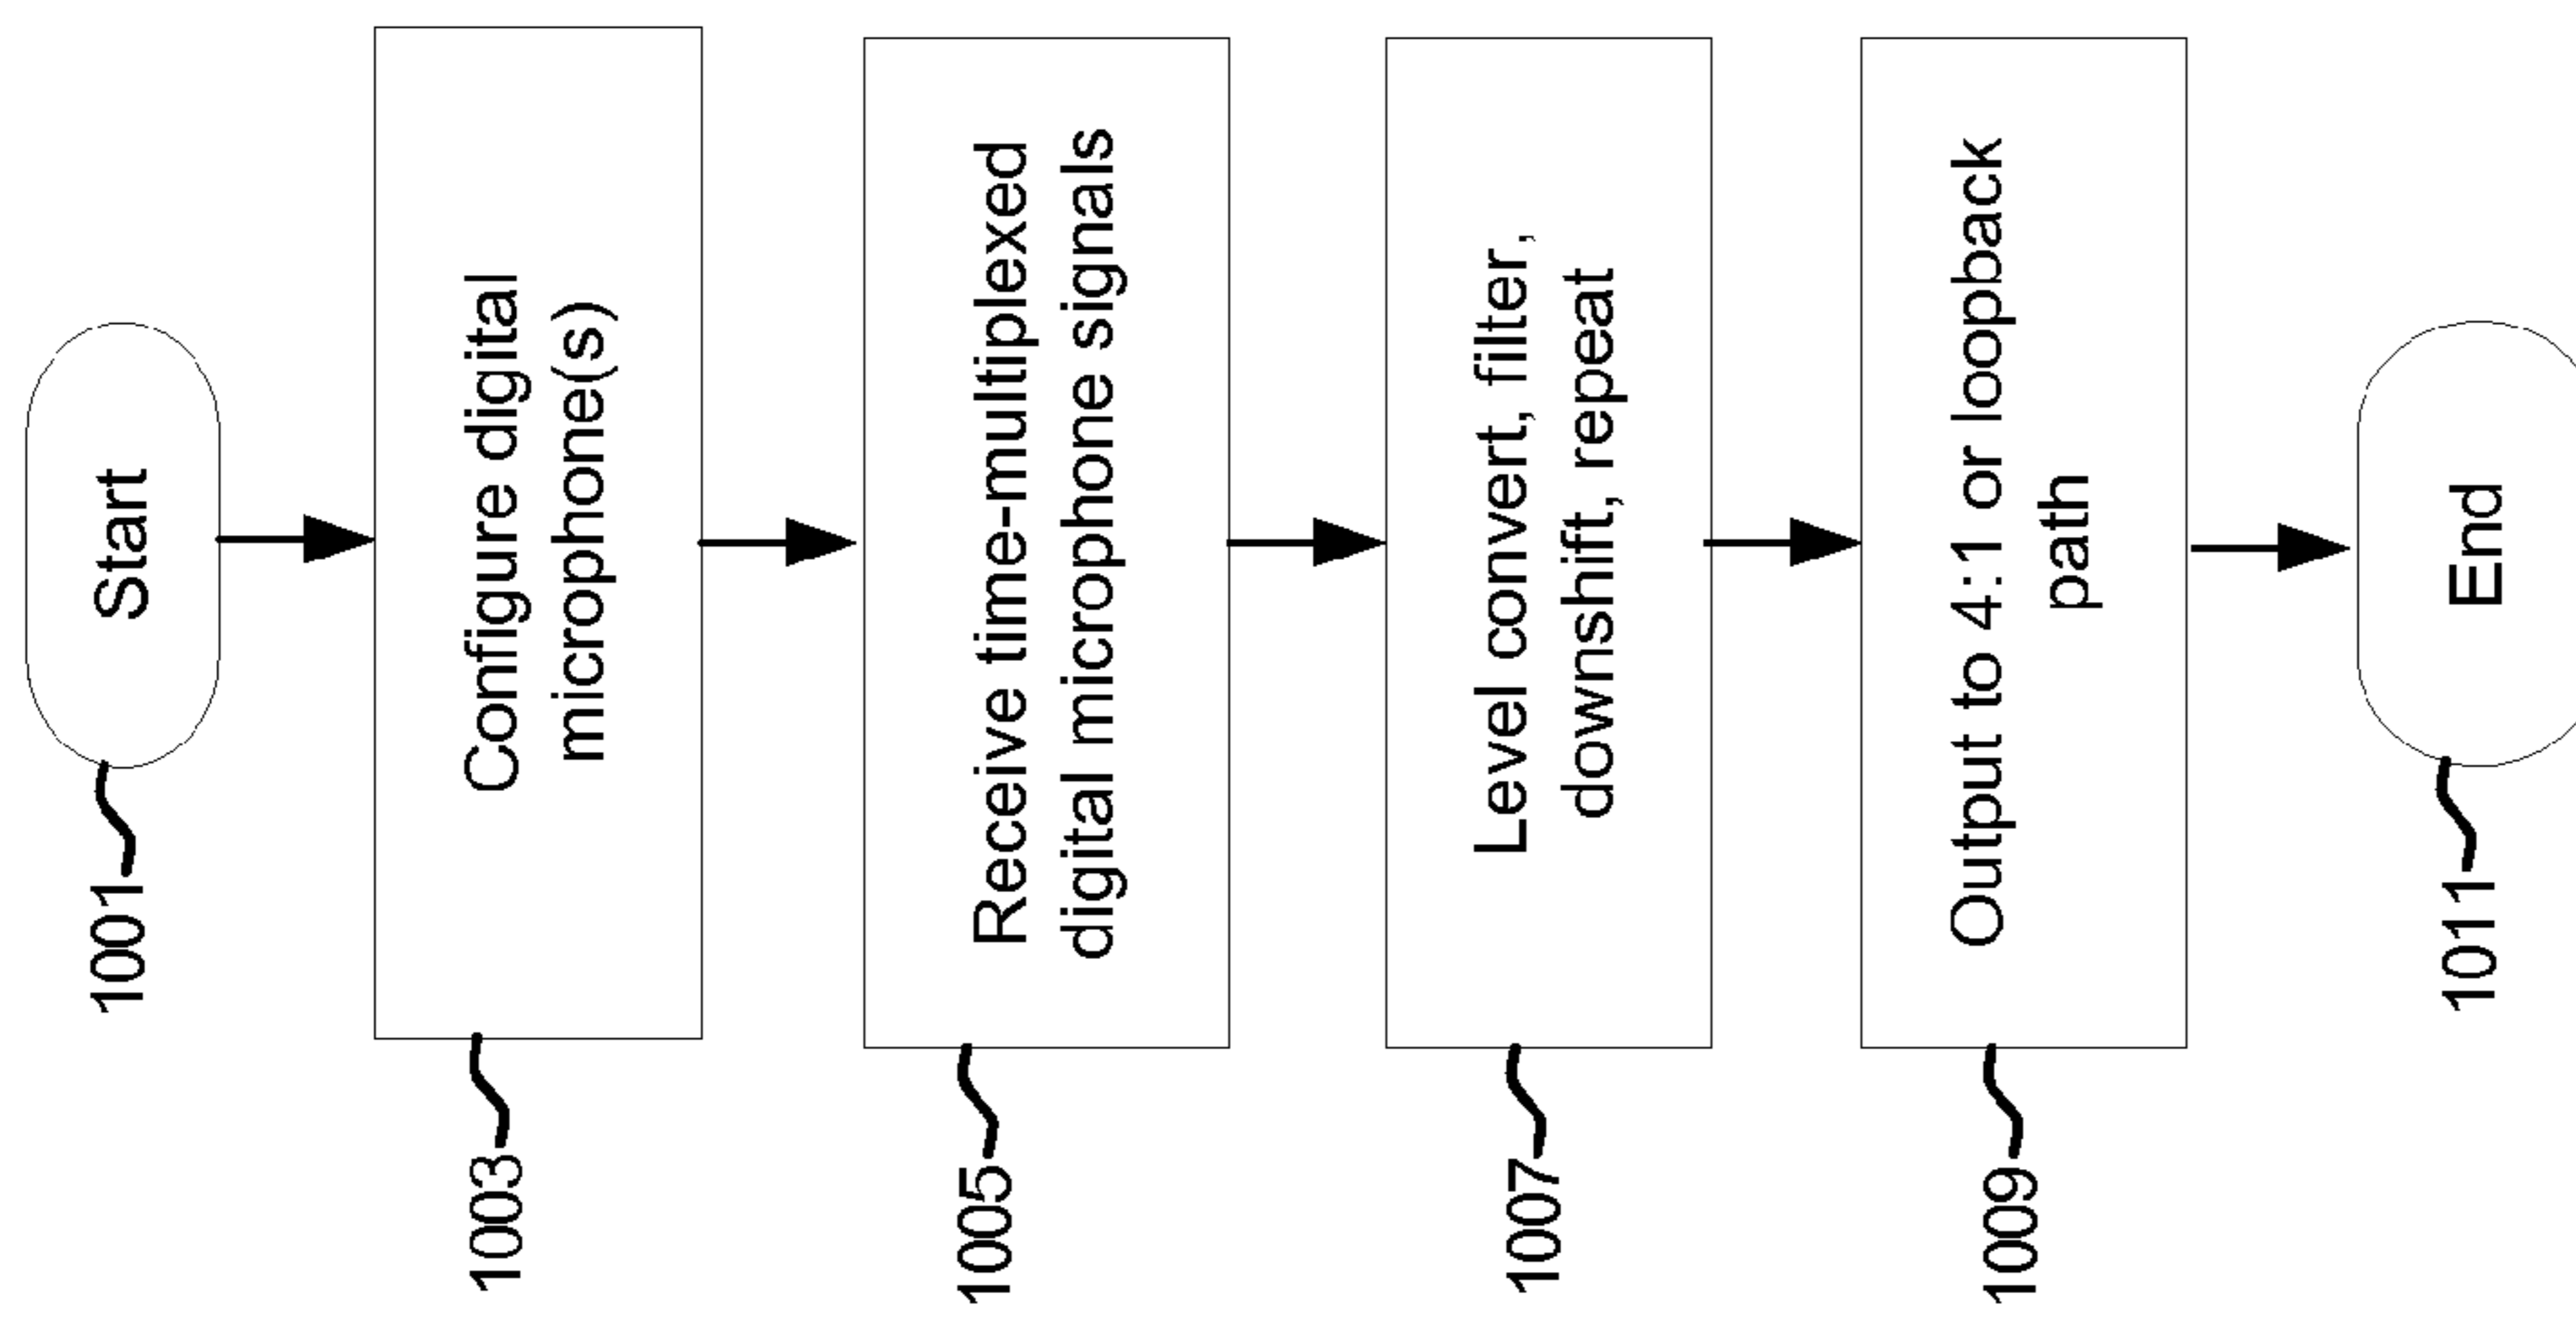 1001
Start
1003
Configure digital
microphone(s)
1005
Receive time-multiplexed
digital microphone signals
1007
Level convert, filter,
downshift, repeat
1009
Output to 4:1 or loopback
path
1011
End